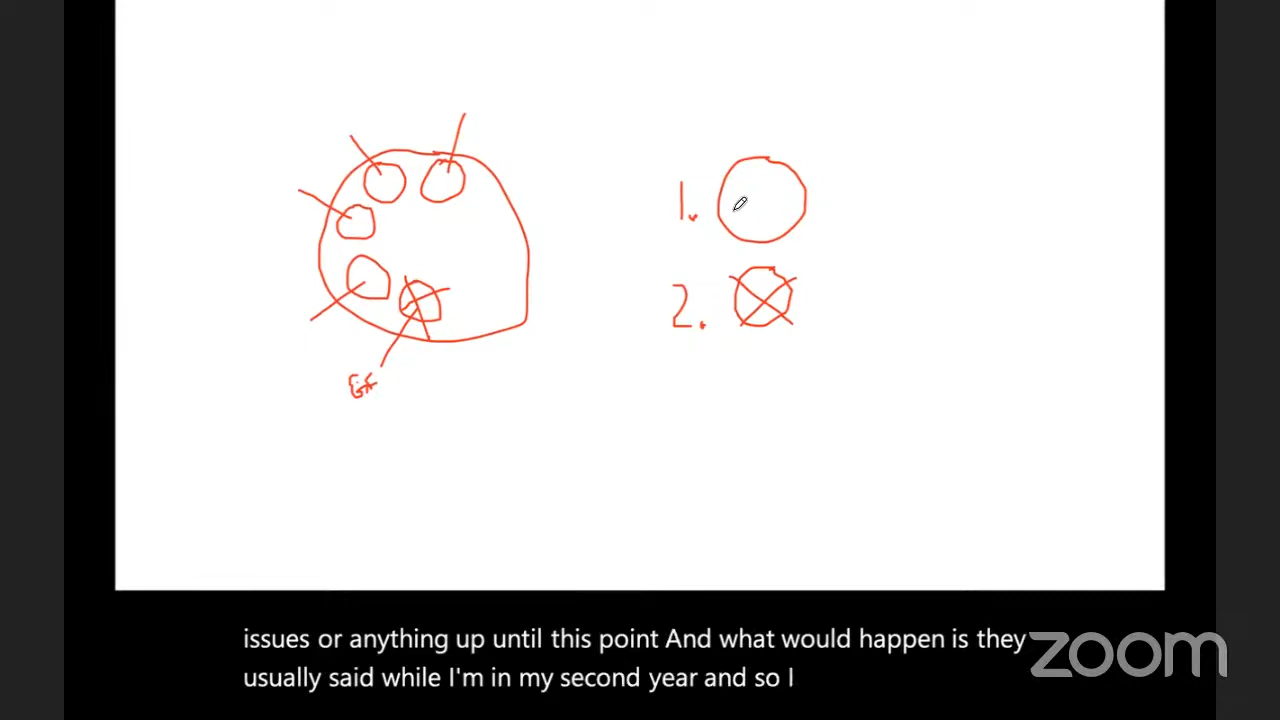 1.
2.
issues or anything up until this point And what would happen is they
usually said while I'm in my second year and so I
zoom